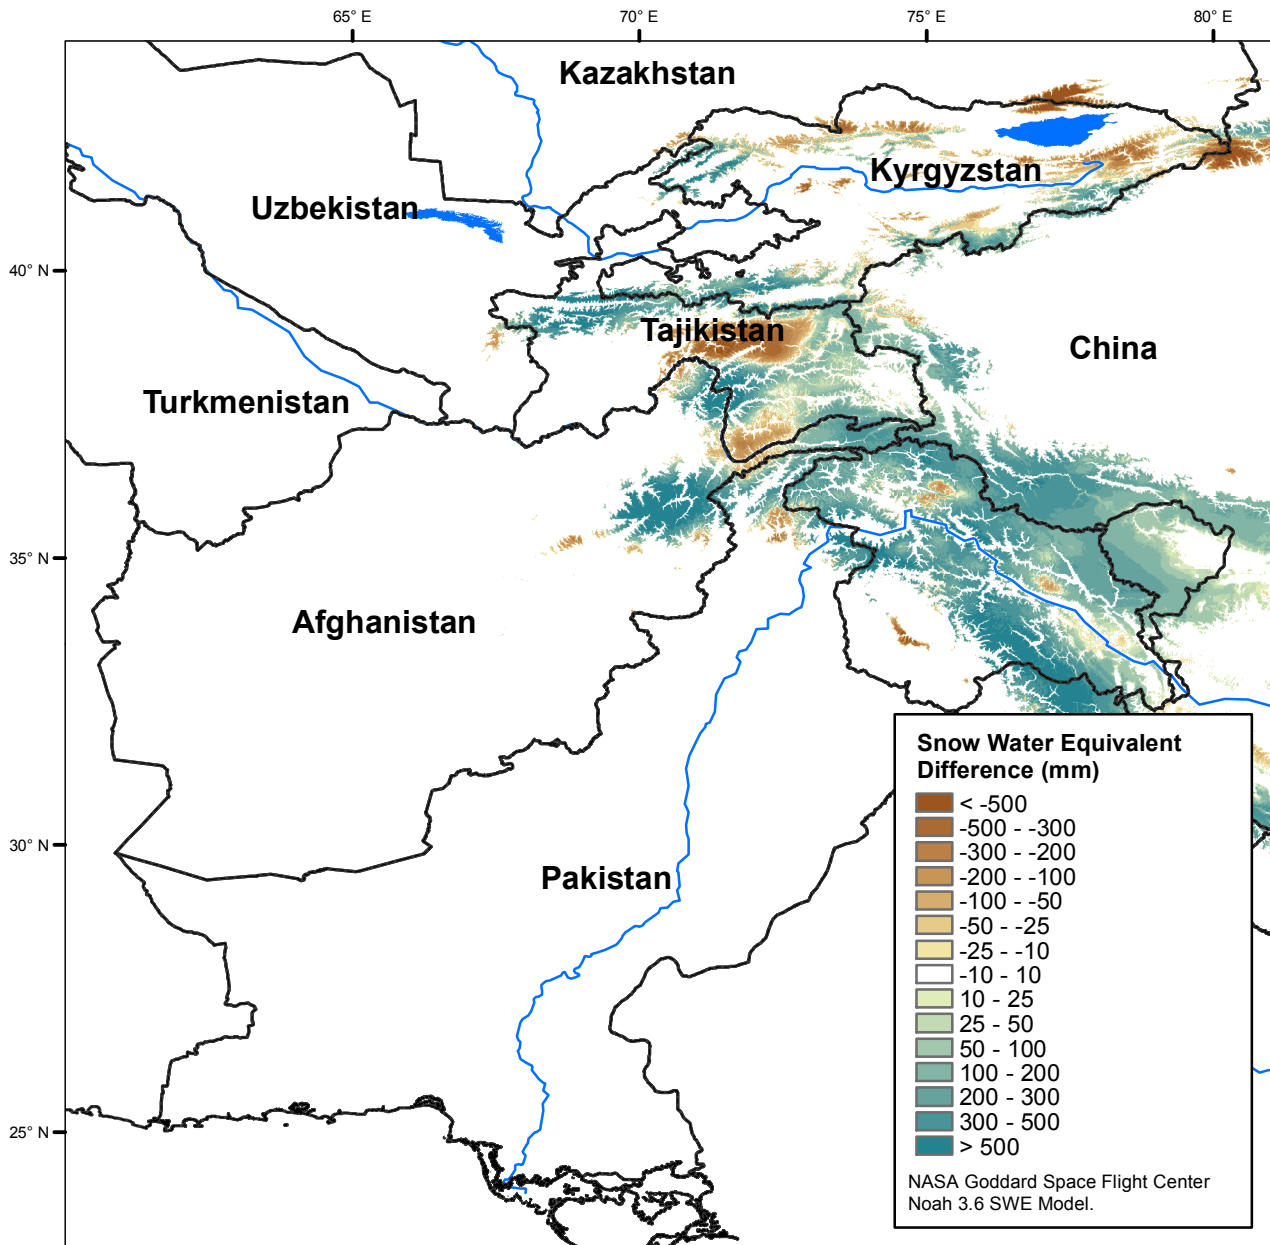 65° E
70° E
75° E
80° E
Kazakhstan
Kyrgyzstan
Uzbekistan
40° N
Tajikistan
China
Turkmenistan
35° N
Afghanistan
Snow Water Equivalent
Difference (mm)
< -500
-500 - -300
-300 - -200
-200 - -100
-100 - -50
-50 - -25
-25 - -10
-10 - 10
10 - 25
25 - 50
50 - 100
100 - 200
200 - 300
300 - 500
> 500
NASA Goddard Space Flight Center
Noah 3.6 SWE Model.
30° N
Pakistan
25° N